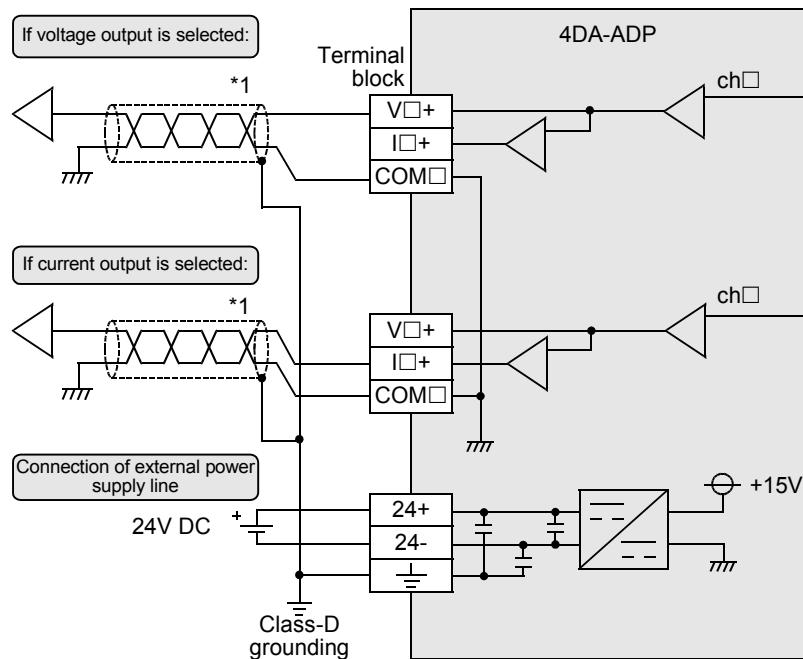 If voltage output is selected:
4DA-ADP
Terminal
block
*1
ch□
V□+
I□+
COM□
If current output is selected:
*1
ch□
V□+
I□+
COM□
Connection of external power
supply line
24V DC
+
24+
24-
+15V
Class-D
grounding